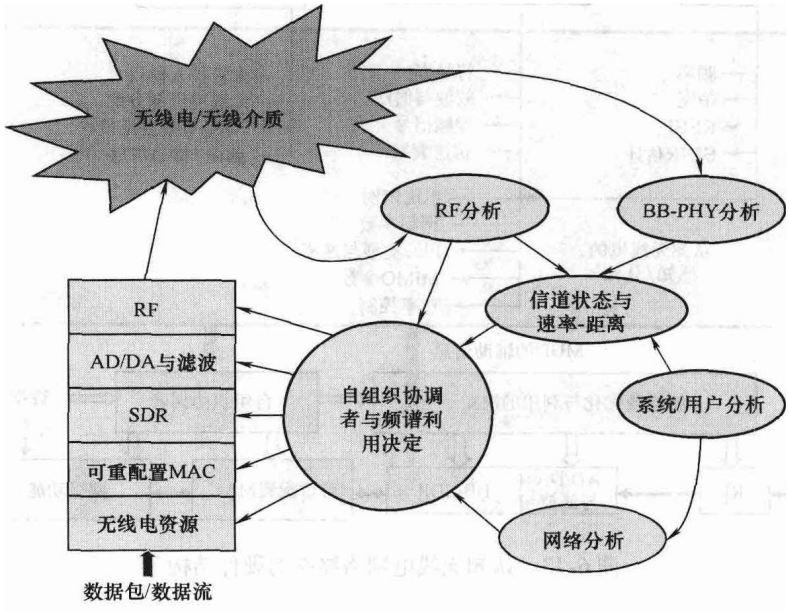 无线电/无线介质
RF分析
BB-PHY分析
信道状态与
速率-距离
RF
AD/DA与滤波
SDR
可重配置MAC
无线电资源
自组织协调
者与频谱利
用决定
系统/用户分析
网络分析
数据包/数据流